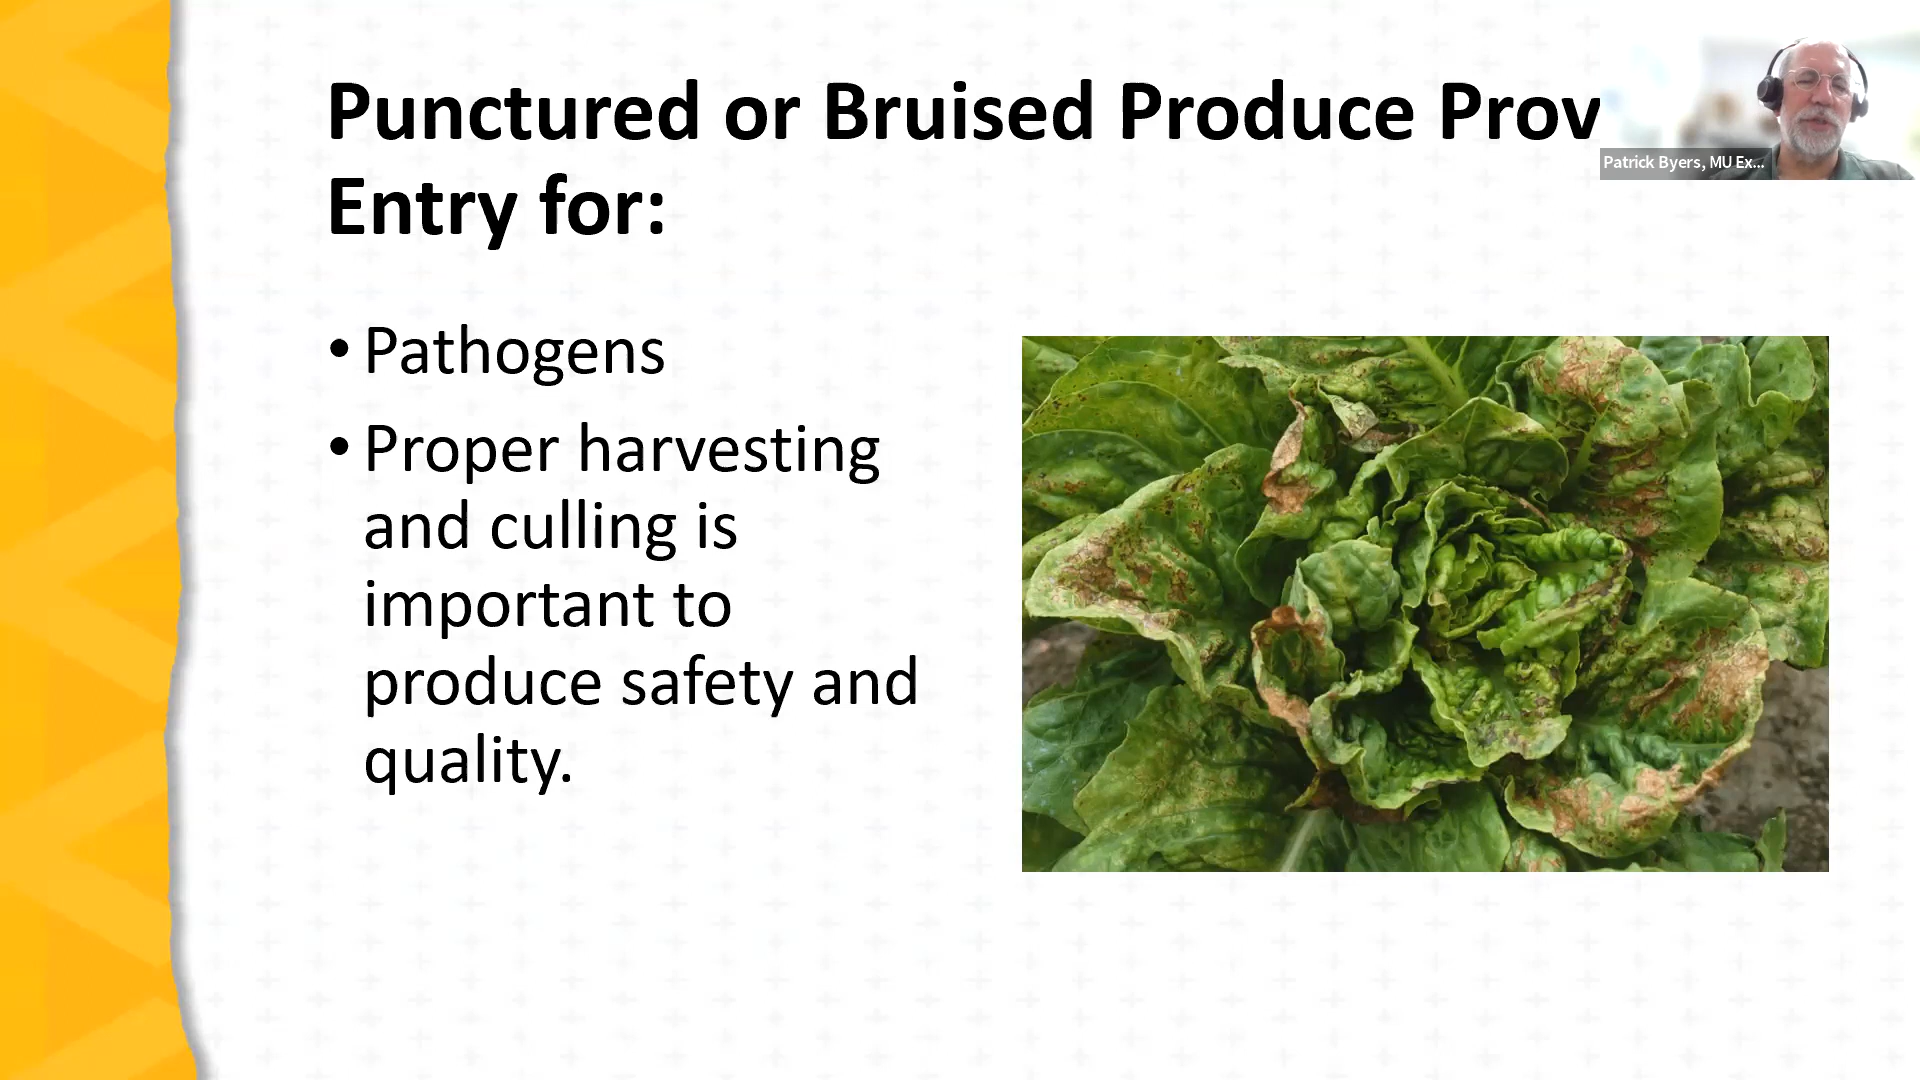 Punctured or Bruised Produce Prov
Entry for:
• Pathogens
• Proper harvesting
and culling is
important to
produce safety and
quality.
Patrick Byers, MU Ex...